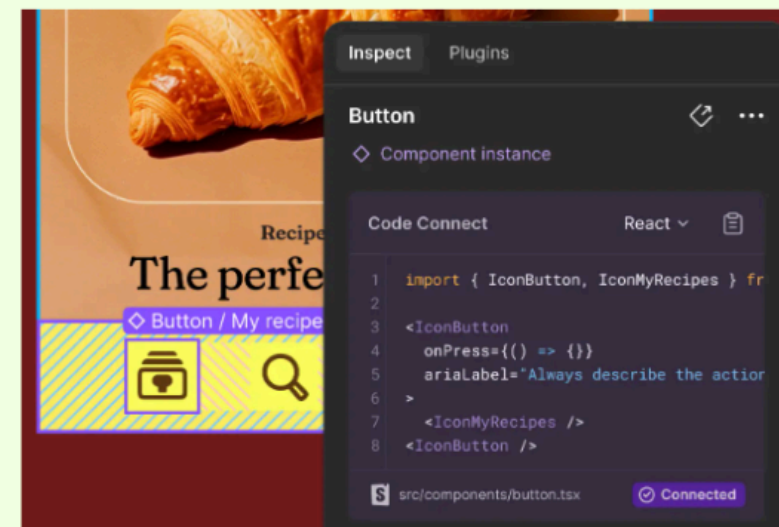 Recipe
The perfe
Button / My recipe
Inspect Plugins
Button
Component instance
Code Connect React
1 import { IconButton, IconMyRecipes } fr
2
3 <IconButton
4 onPress={() => {}}
5 ariaLabel="Always describe the action
6 >
7 <IconMyRecipes />
8 <IconButton />
S src/components/button.tsx Connected